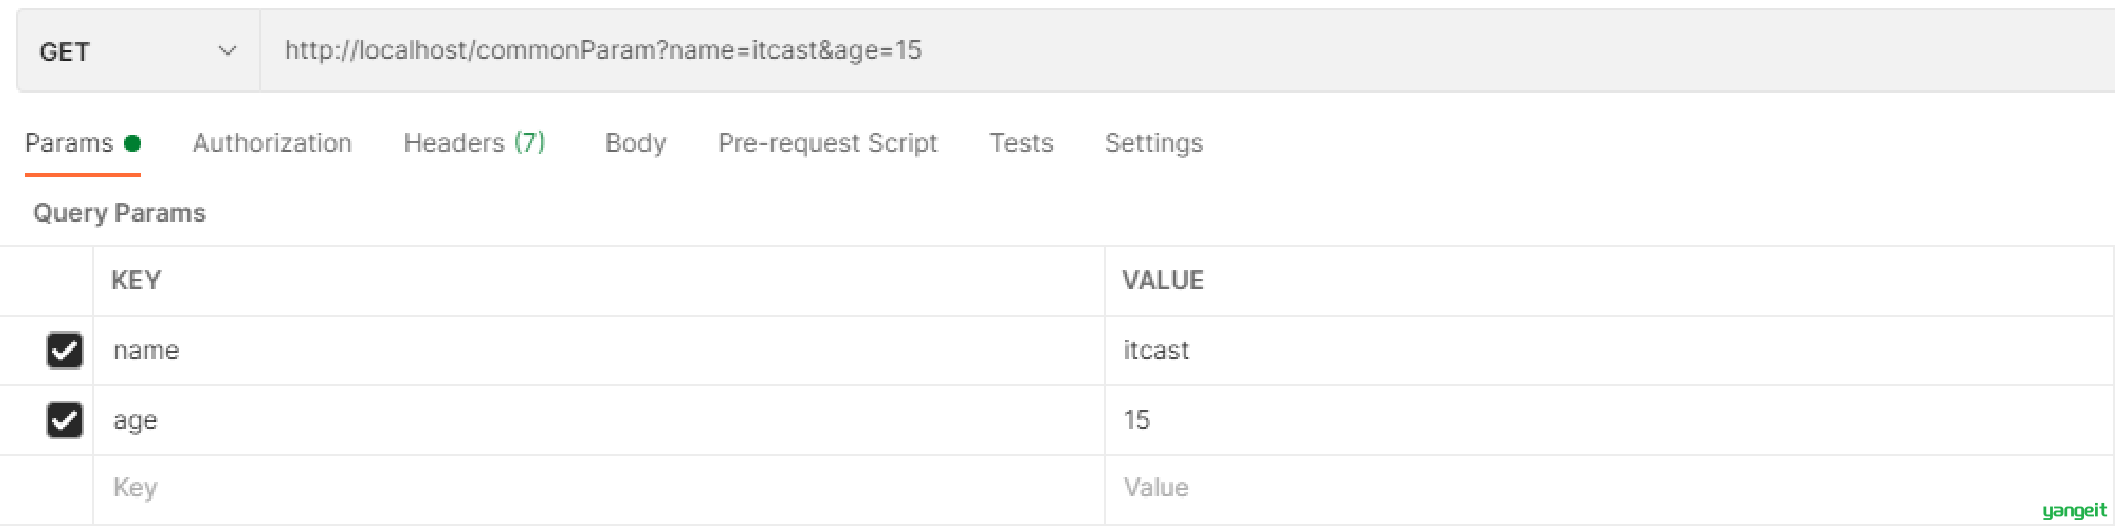 GET http://localhost/commonParam?name=itcast&age=15
Params Authorization Headers (7) Body Pre-request Script Tests Settings
Query Params
KEY VALUE
name itcast
age 15
Key Value
yangeit